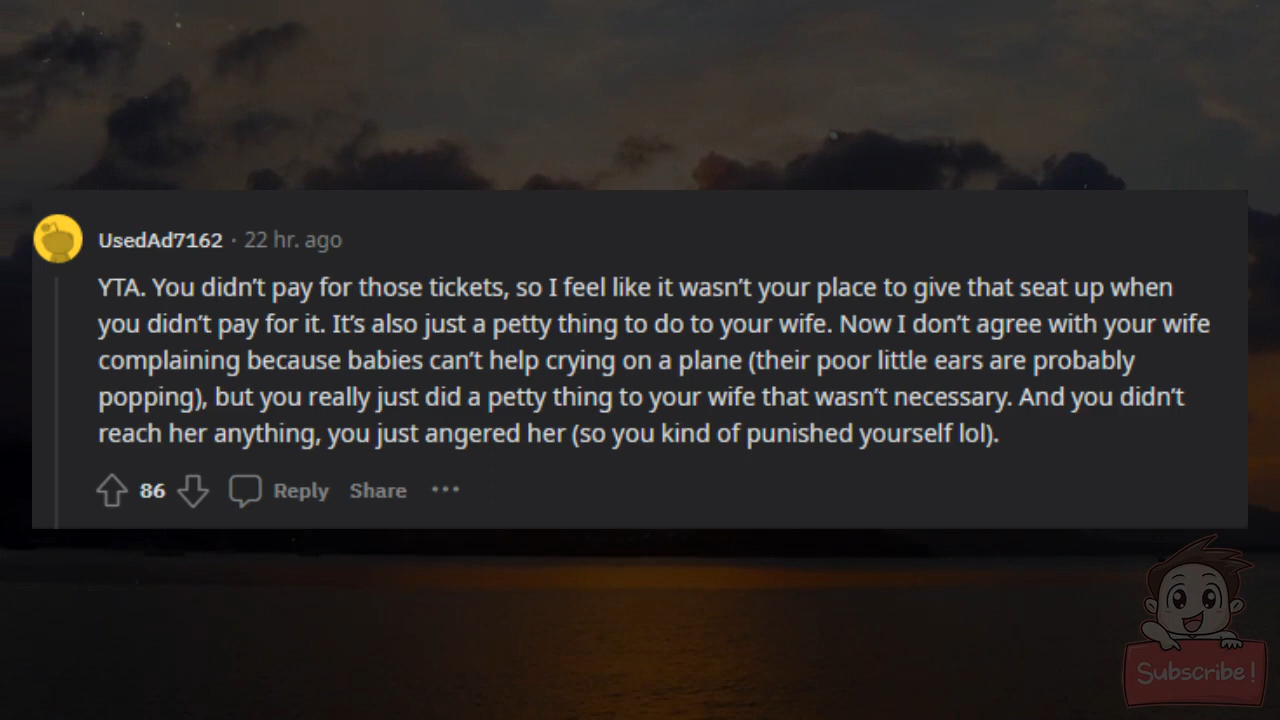 UsedAd7162 · 22 hr. ago
YTA. You didn’t pay for those tickets, so I feel like it wasn’t your place to give that seat up when
you didn’t pay for it. It’s also just a petty thing to do to your wife. Now I don’t agree with your wife
complaining because babies can’t help crying on a plane (their poor little ears are probably
popping), but you really just did a petty thing to your wife that wasn’t necessary. And you didn’t
reach her anything, you just angered her (so you kind of punished yourself lol).
86 Reply Share ···
Subscribe!